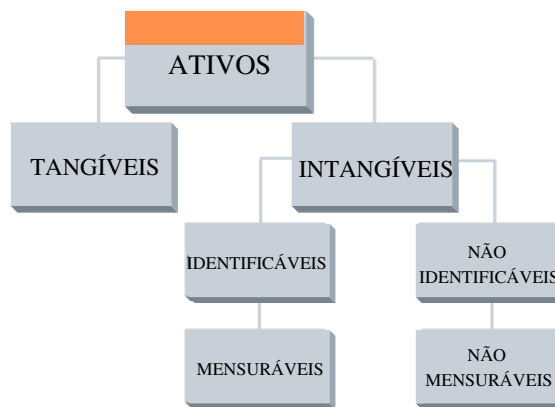 ATIVOS
TANGÍVEIS
INTANGÍVEIS
IDENTIFICÁVEIS
NÃO
IDENTIFICÁVEIS
MENSURÁVEIS
NÃO
MENSURÁVEIS